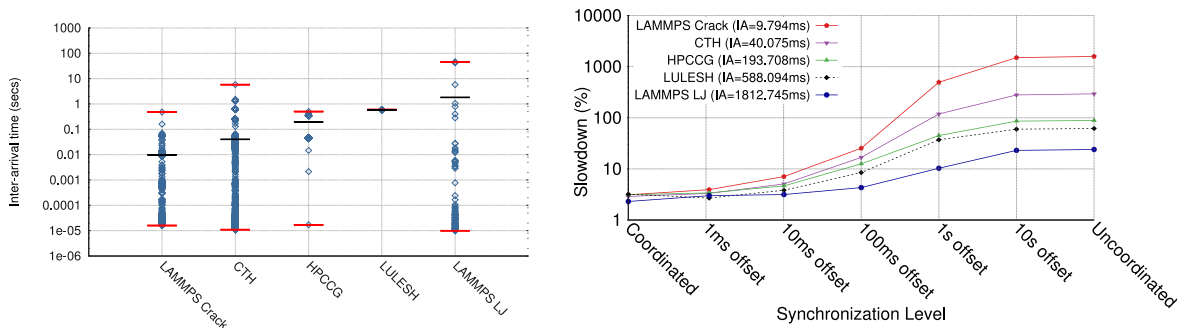 1000
100
10
1
0.1
0.01
0.001
0.0001
1e-05
1e-06
Inter-arrival time (secs)
LAMMPS Crack
CTH
HPCCG
LULESH
LAMMPS LJ
10000
1000
100
10
1
Slowdown (%)
LAMMPS Crack (IA=9.794ms)
CTH (IA=40.075ms)
HPCCG (IA=193.708ms)
LULESH (IA=588.094ms)
LAMMPS LJ (IA=1812.745ms)
Coordinated
1ms offset
10ms offset
100ms offset
1s offset
10s offset
Uncoordinated
Synchronization Level